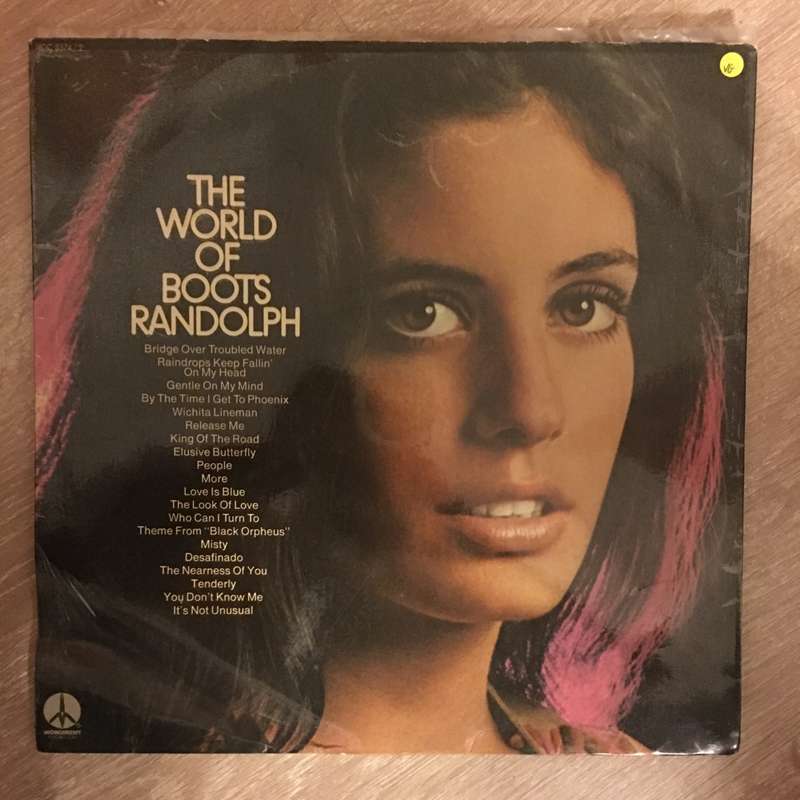 THE
WORLD
OF
BOOTS
RANDOLPH
Bridge Over Troubled Water
Raindrops Keep Fallin'
On My Head
Gentle On My Mind
By The Time I Get To Phoenix
Wichita Lineman
Release Me
King Of The Road
Elusive Butterfly
People
More
Love Is Blue
The Look Of Love
Who Can I Turn To
Theme From "Black Orpheus"
Misty
Desafinado
The Nearness Of You
Tenderly
You Don't Know Me
It's Not Unusual
MONUMENT